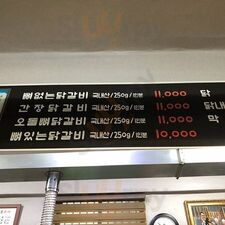 뼈없는닭갈비 국내산/250g/1인분 11,000 닭
간장닭갈비 국내산/250g/1인분 11,000 닭내
오돌뼈닭갈비 국내산/250g/1인분 11,000 막
뼈있는닭갈비 국내산/250g/1인분 10,000